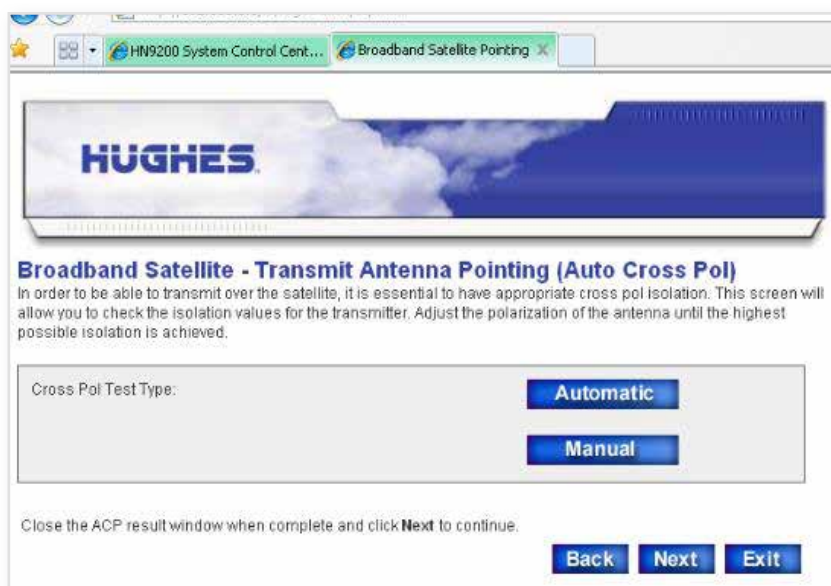 HN9200 System Control Cent...
Broadband Satellite Pointing
HUGHES.
Broadband Satellite - Transmit Antenna Pointing (Auto Cross Pol)
In order to be able to transmit over the satellite, it is essential to have appropriate cross pol isolation. This screen will
allow you to check the isolation values for the transmitter. Adjust the polarization of the antenna until the highest
possible isolation is achieved.
Cross Pol Test Type:
Automatic
Manual
Close the ACP result window when complete and click Next to continue.
Back Next Exit